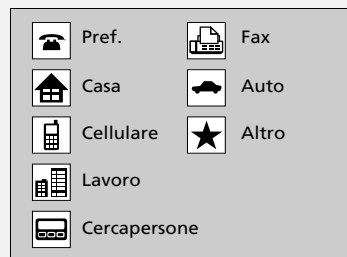 Pref. Fax
Casa Auto
Cellulare Altro
Lavoro
Cercapersone